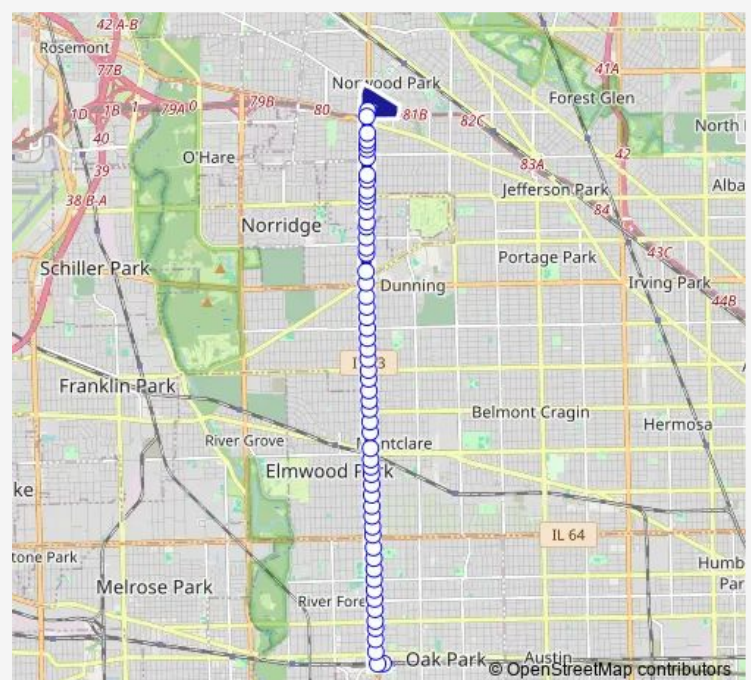 42 A-B
Rosemont
77B
Norwood Park
41A
1D
1B
1
79A
0
79B
80
81B
82C
Forest Glen
North
40
O'Hare
83A
42
39
Jefferson Park
Alba
38 B-A
84
Norridge
43C
Schiller Park
Portage Park
Dunning
Irving Park
44B
Franklin Park
Belmont Cragin
Hermosa
River Grove
Elmwood Park
ke
IL 64
tone Park
Humb
Par
Melrose Park
River Fore
Oak Park
Austin
© OpenStreetMap contributors